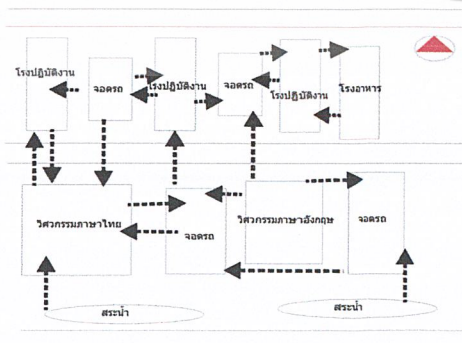 โรงปฏิบัติงาน
จอดรถ
โรงปฏิบัติงาน
จอดรถ
โรงปฏิบัติงาน
โรงอาหาร
วิศวกรรมภาษาไทย
จอดรถ
วิศวกรรมภาษาอังกฤษ
จอดรถ
สระน้ำ
สระน้ำ